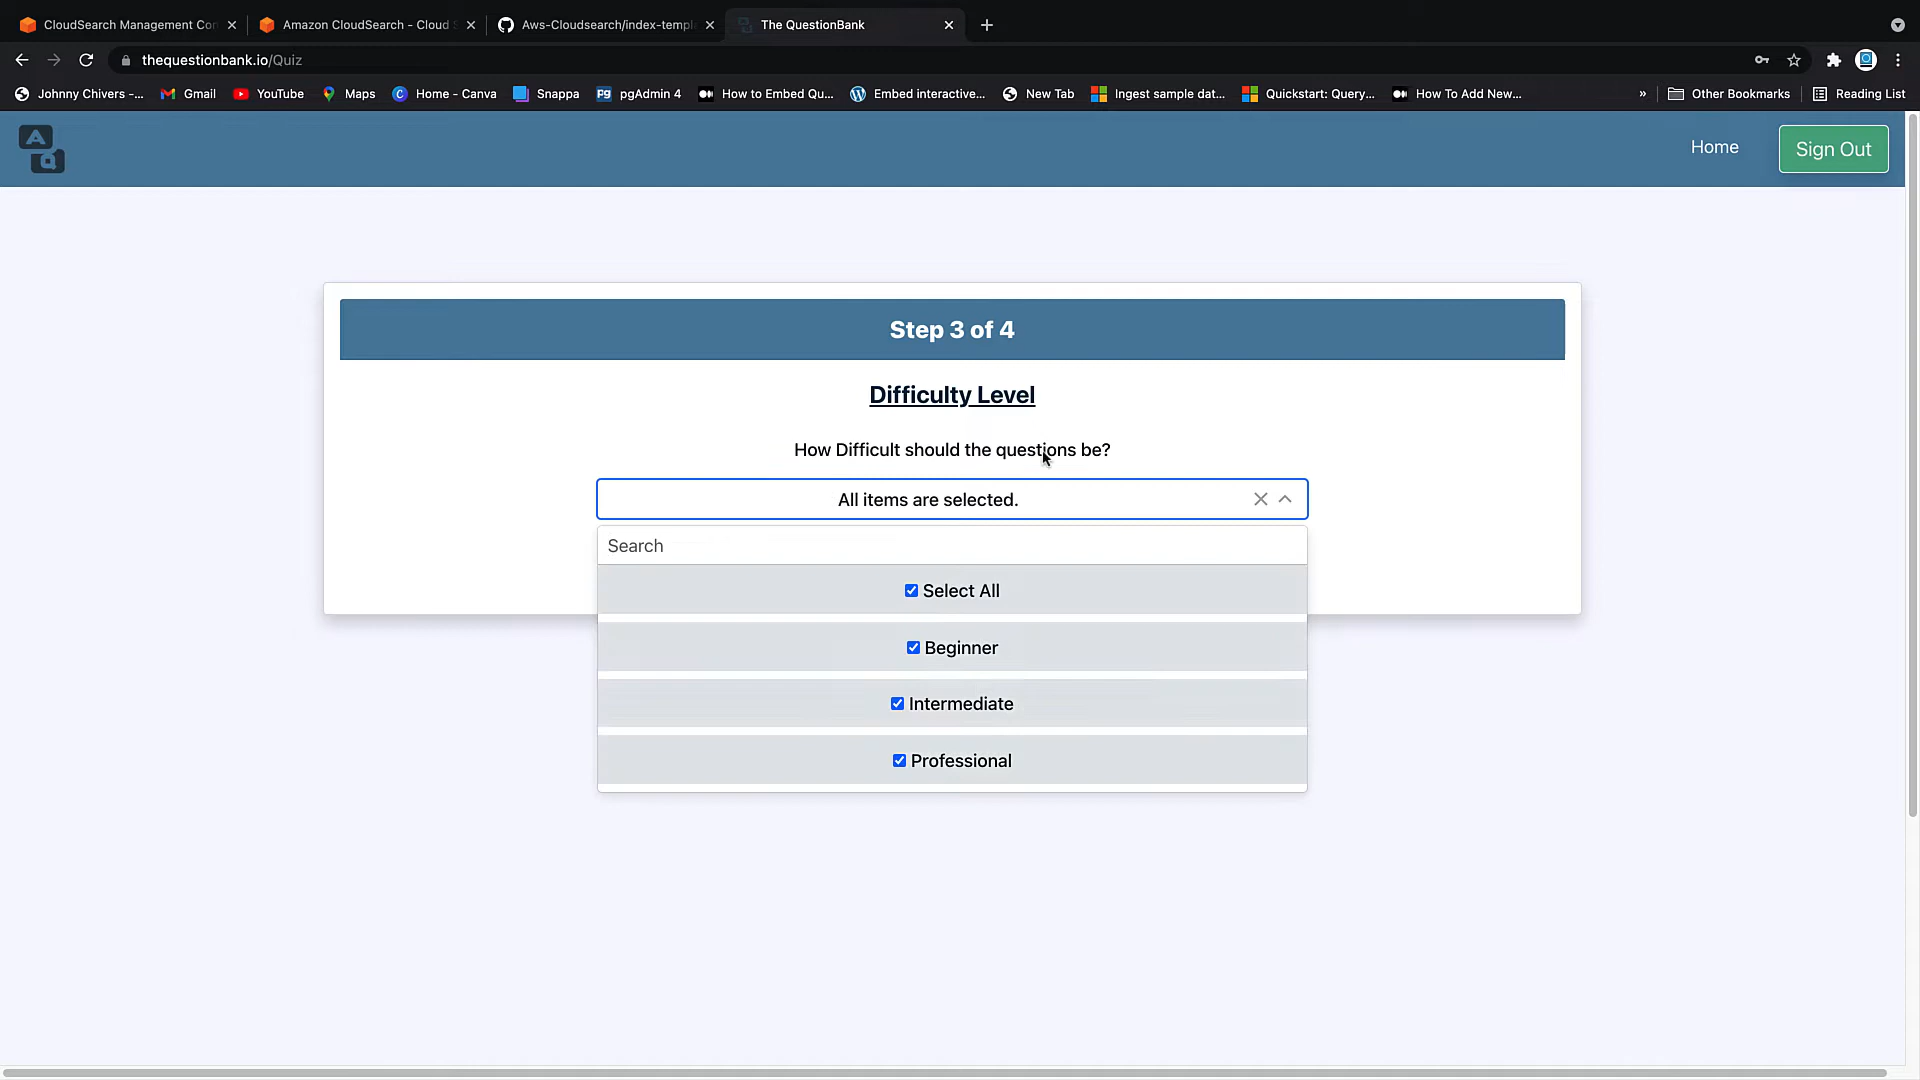 CloudSearch Management Con
Amazon CloudSearch - Cloud S
Aws-Cloudsearch/index-templ
The QuestionBank
thequestionbank.io/Quiz
Johnny Chivers -...
Gmail
YouTube
Maps
C
Home - Canva
Snappa
Pg
pgAdmin 4
How to Embed Qu...
Embed interactive...
New Tab
Ingest sample dat...
Quickstart: Query...
How To Add New...
»
Other Bookmarks
Reading List
A
Q
Home
Sign Out
Step 3 of 4
Difficulty Level
How Difficult should the questions be?
All items are selected.
Search
Select All
Beginner
Intermediate
Professional